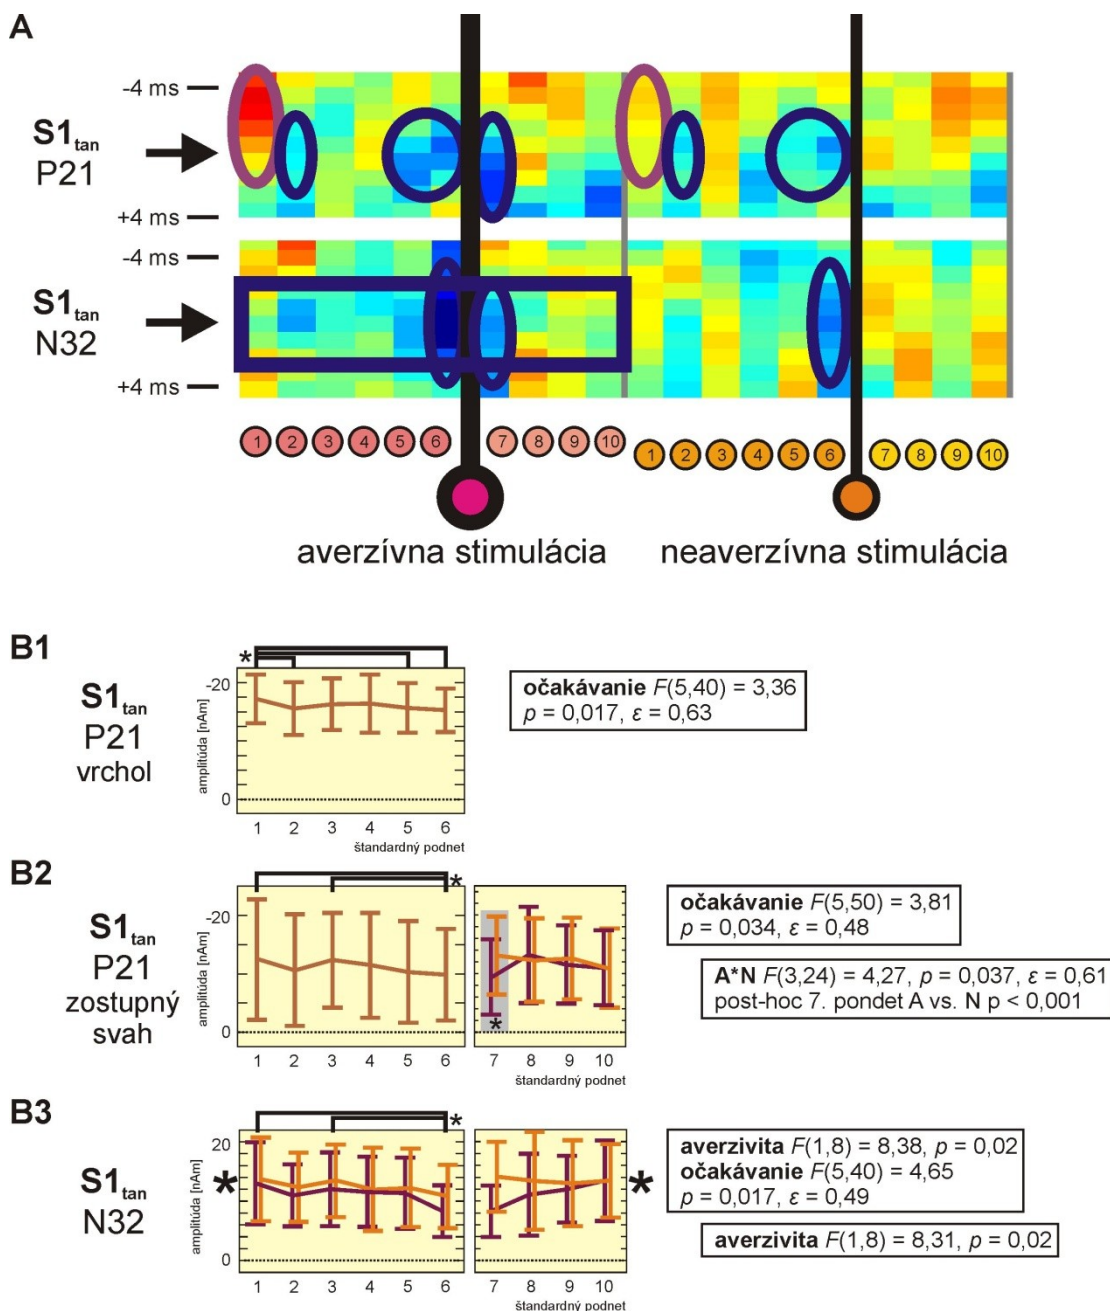 A
-4 ms
S1tan
P21
+4 ms
-4 ms
S1tan
N32
+4 ms
1 2 3 4 5 6 7 8 9 10 1 2 3 4 5 6 7 8 9 10
averzívna stimulácia neaverzívna stimulácia
B1
S1tan
P21
vrchol
*
amplitúda [nAm]
-20
0
1 2 3 4 5 6
štandardný podnet
očakávanie F(5,40) = 3,36
p = 0,017, ε = 0,63
B2
S1tan
P21
zostupný
svah
amplitúda [nAm]
-20
0
*
*
1 2 3 4 5 6 7 8 9 10
štandardný podnet štandardný podnet
očakávanie F(5,50) = 3,81
p = 0,034, ε = 0,48
A*N F(3,24) = 4,27, p = 0,037, ε = 0,61
post-hoc 7. pondet A vs. N p < 0,001
B3
S1tan
N32
*
amplitúda [nAm]
20
0
*
*
1 2 3 4 5 6 7 8 9 10
štandardný podnet štandardný podnet
averzivita F(1,8) = 8,38, p = 0,02
očakávanie F(5,40) = 4,65
p = 0,017, ε = 0,49
averzivita F(1,8) = 8,31, p = 0,02